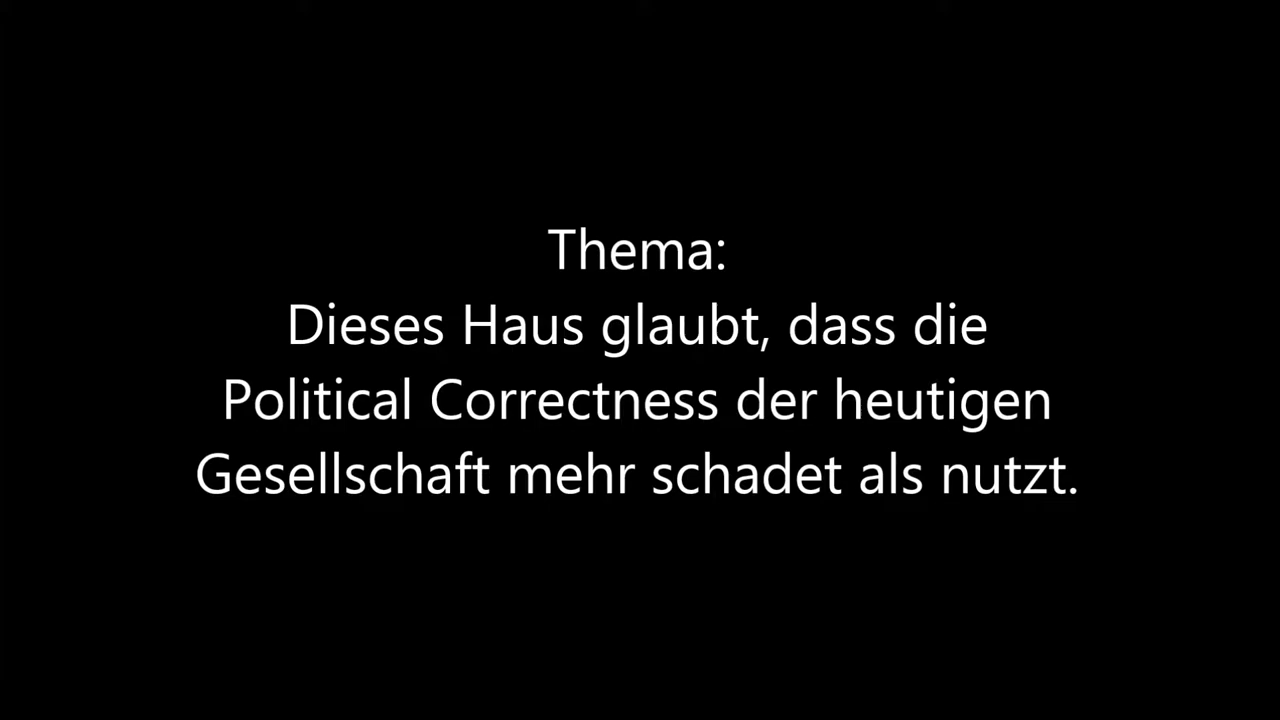 Thema:
Dieses Haus glaubt, dass die
Political Correctness der heutigen
Gesellschaft mehr schadet als nutzt.